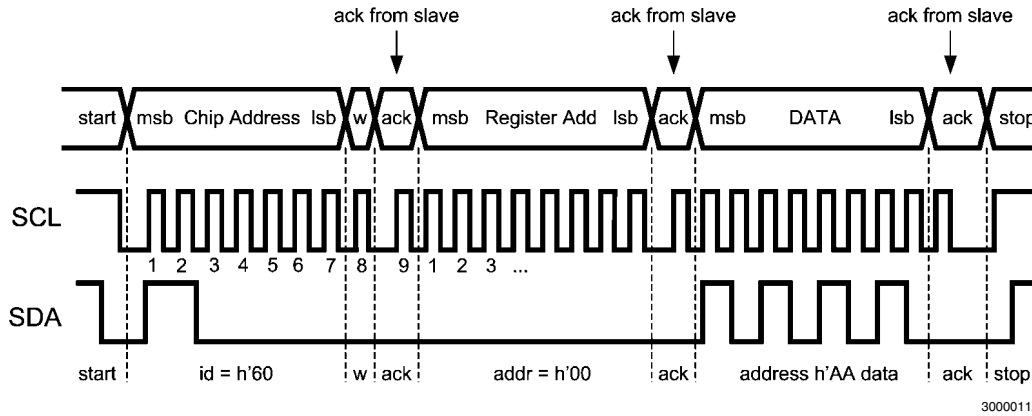 ack from slave ack from slave ack from slave
start msb Chip Address lsb w ack msb Register Add lsb ack msb DATA lsb ack stop
SCL
1 2 3 4 5 6 7 8 9 1 2 3 ...
SDA
start id = h'60 w ack addr = h'00 ack address h'AA data ack stop
3000011